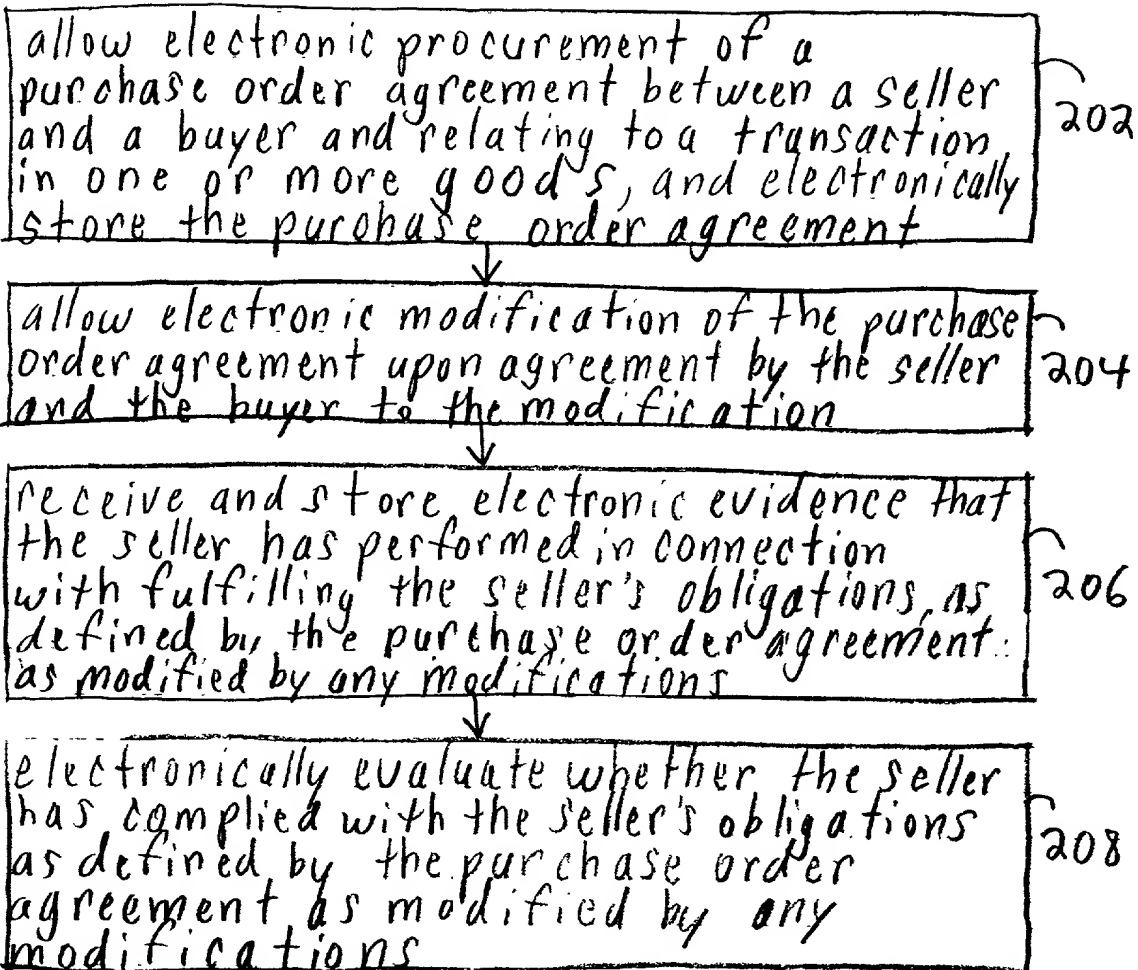 allow electronic procurement of a
purchase order agreement between a seller
and a buyer and relating to a transaction
in one or more goods, and electronically
store the purchase order agreement
202
allow electronic modification of the purchase
order agreement upon agreement by the seller
and the buyer to the modification
204
receive and store electronic evidence that
the seller has performed in connection
with fulfilling the seller's obligations, as
defined by the purchase order agreement
as modified by any modifications
206
electronically evaluate whether the seller
has complied with the seller's obligations
as defined by the purchase order
agreement as modified by any
modifications
208